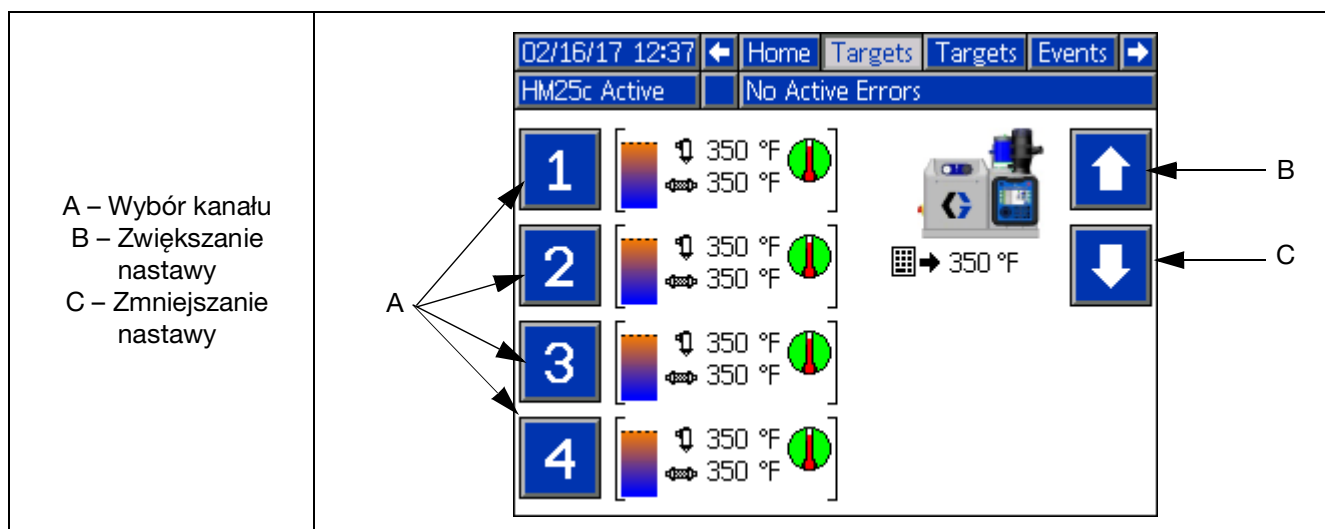 A – Wybór kanału
B – Zwiększanie
nastawy
C – Zmniejszanie
nastawy
02/16/17 12:37 Home Targets Targets Events
HM25c Active No Active Errors
1 350 °F
350 °F
2 350 °F
350 °F
3 350 °F
350 °F
4 350 °F
350 °F
350 °F
A
B
C